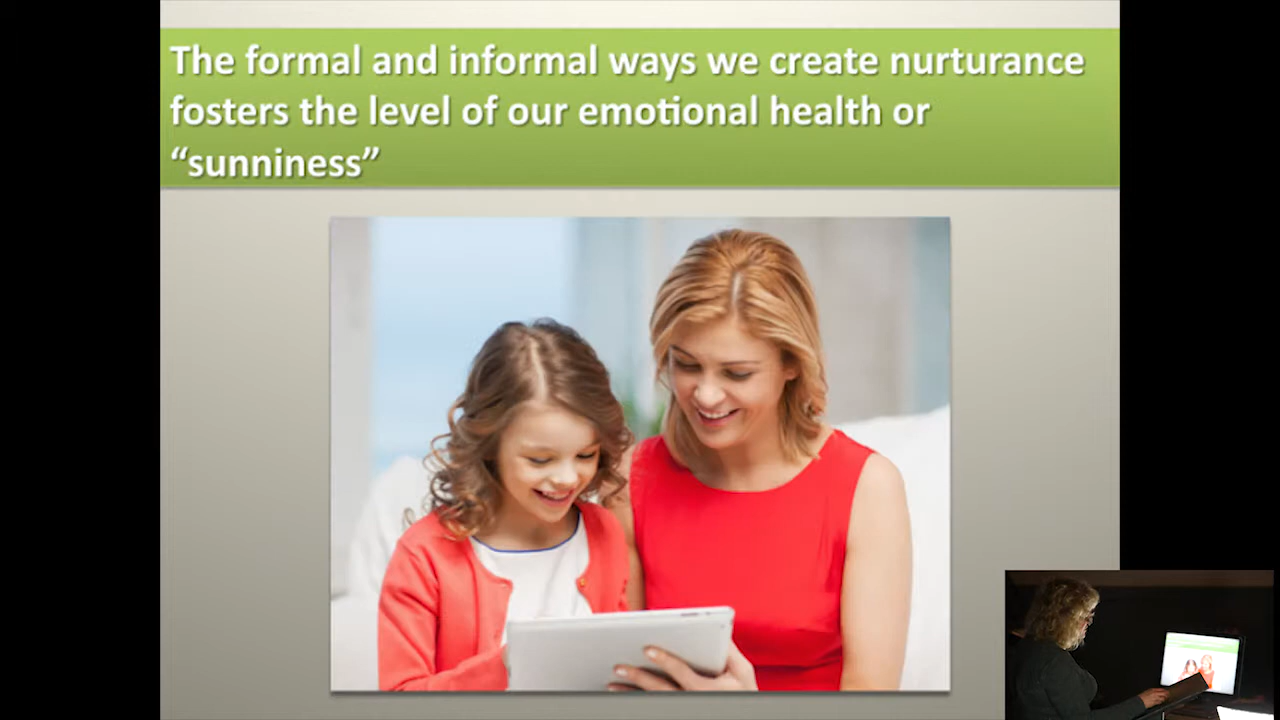 The formal and informal ways we create nurturance
fosters the level of our emotional health or
“sunniness”